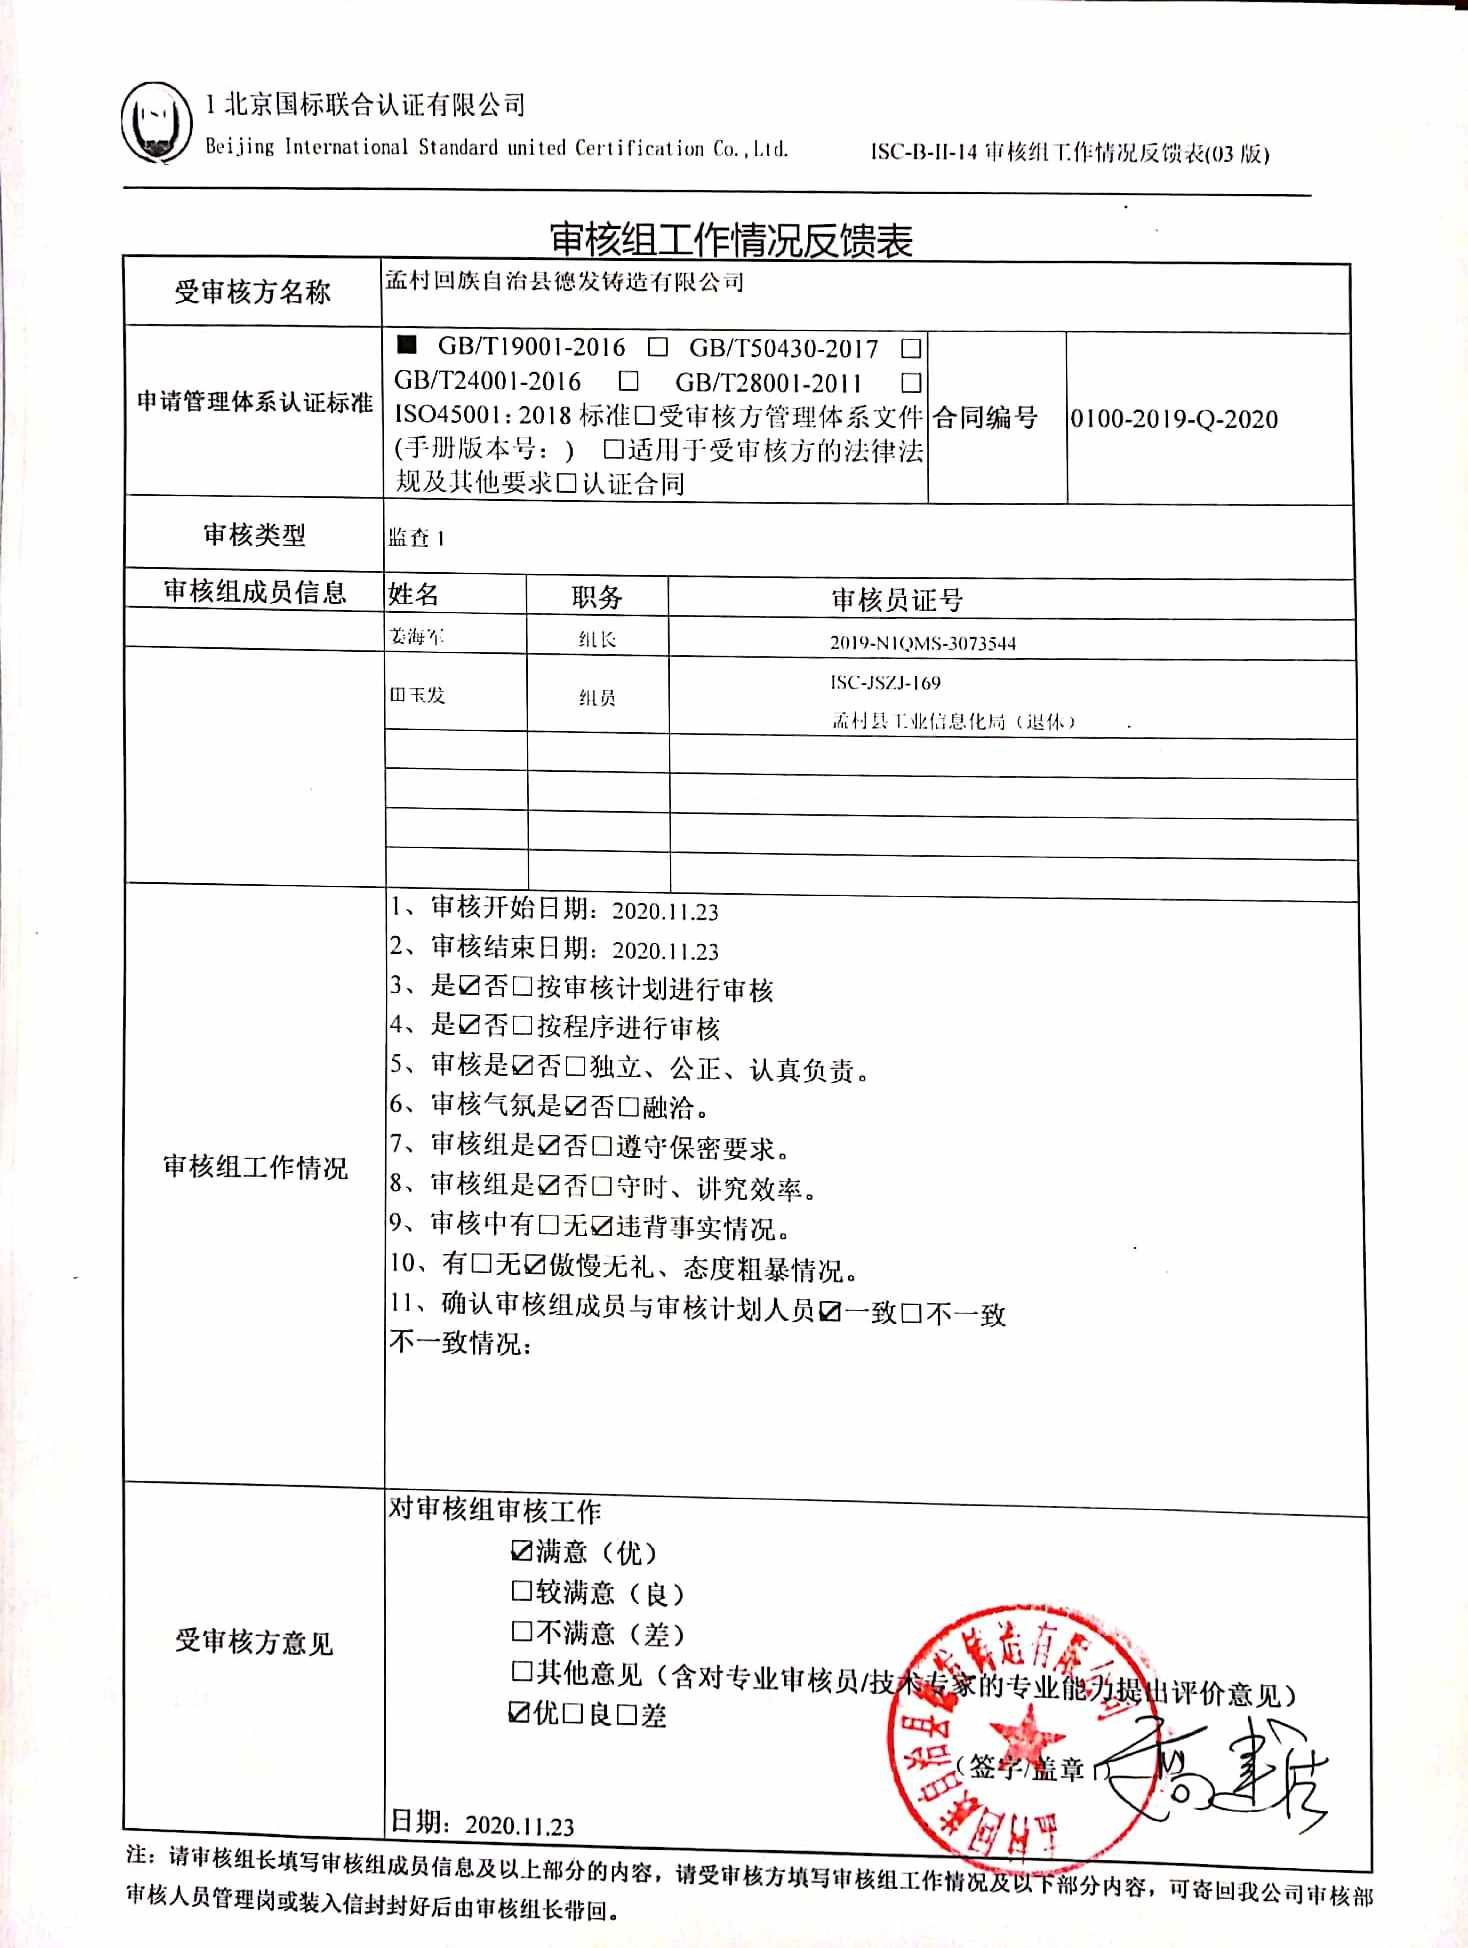 1 北京国标联合认证有限公司
Beijing International Standard united Certification Co.,Ltd.
ISC-B-II-14 审核组工作情况反馈表(03 版)
审核组工作情况反馈表
受审核方名称
孟村回族自治县德发铸造有限公司
申请管理体系认证标准
■ GB/T19001-2016 □ GB/T50430-2017 □
GB/T24001-2016 □ GB/T28001-2011 □
ISO45001: 2018 标准□受审核方管理体系文件
(手册版本号: ) □适用于受审核方的法律法
规及其他要求□认证合同
合同编号
0100-2019-Q-2020
审核类型
监查 1
审核组成员信息
姓名
职务
审核员证号
姜海军
组长
2019-N1QMS-3073544
田玉发
组员
ISC-JSZJ-169
孟村县工业信息化局（退休）
审核组工作情况
1、审核开始日期: 2020.11.23
2、审核结束日期: 2020.11.23
3、是☑否□按审核计划进行审核
4、是☑否□按程序进行审核
5、审核是☑否□独立、公正、认真负责。
6、审核气氛是☑否□融洽。
7、审核组是☑否□遵守保密要求。
8、审核组是☑否□守时、讲究效率。
9、审核中有□无☑违背事实情况。
10、有□无☑傲慢无礼、态度粗暴情况。
11、确认审核组成员与审核计划人员☑一致□不一致
不一致情况:
受审核方意见
对审核组审核工作
☑满意（优）
□较满意（良）
□不满意（差）
□其他意见（含对专业审核员/技术专家的专业能力提出评价意见）
☑优□良□差
（签字/盖章）
日期: 2020.11.23
注: 请审核组长填写审核组成员信息及以上部分的内容，请受审核方填写审核组工作情况及以下部分内容，可寄回我公司审核部
审核人员管理岗或装入信封封好后由审核组长带回。